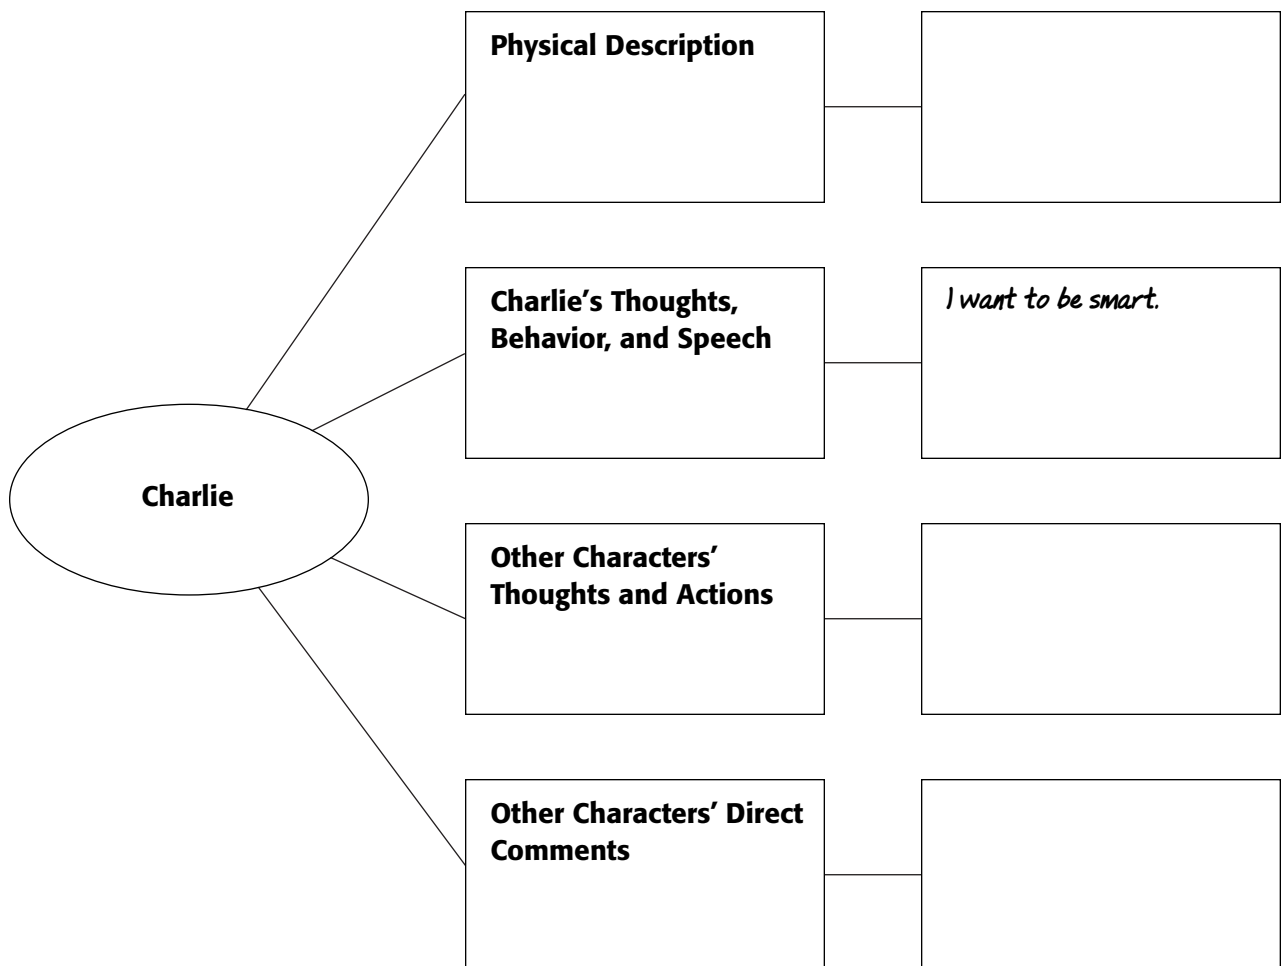 Physical Description
Charlie’s Thoughts,
Behavior, and Speech
I want to be smart.
Charlie
Other Characters’
Thoughts and Actions
Other Characters’ Direct
Comments